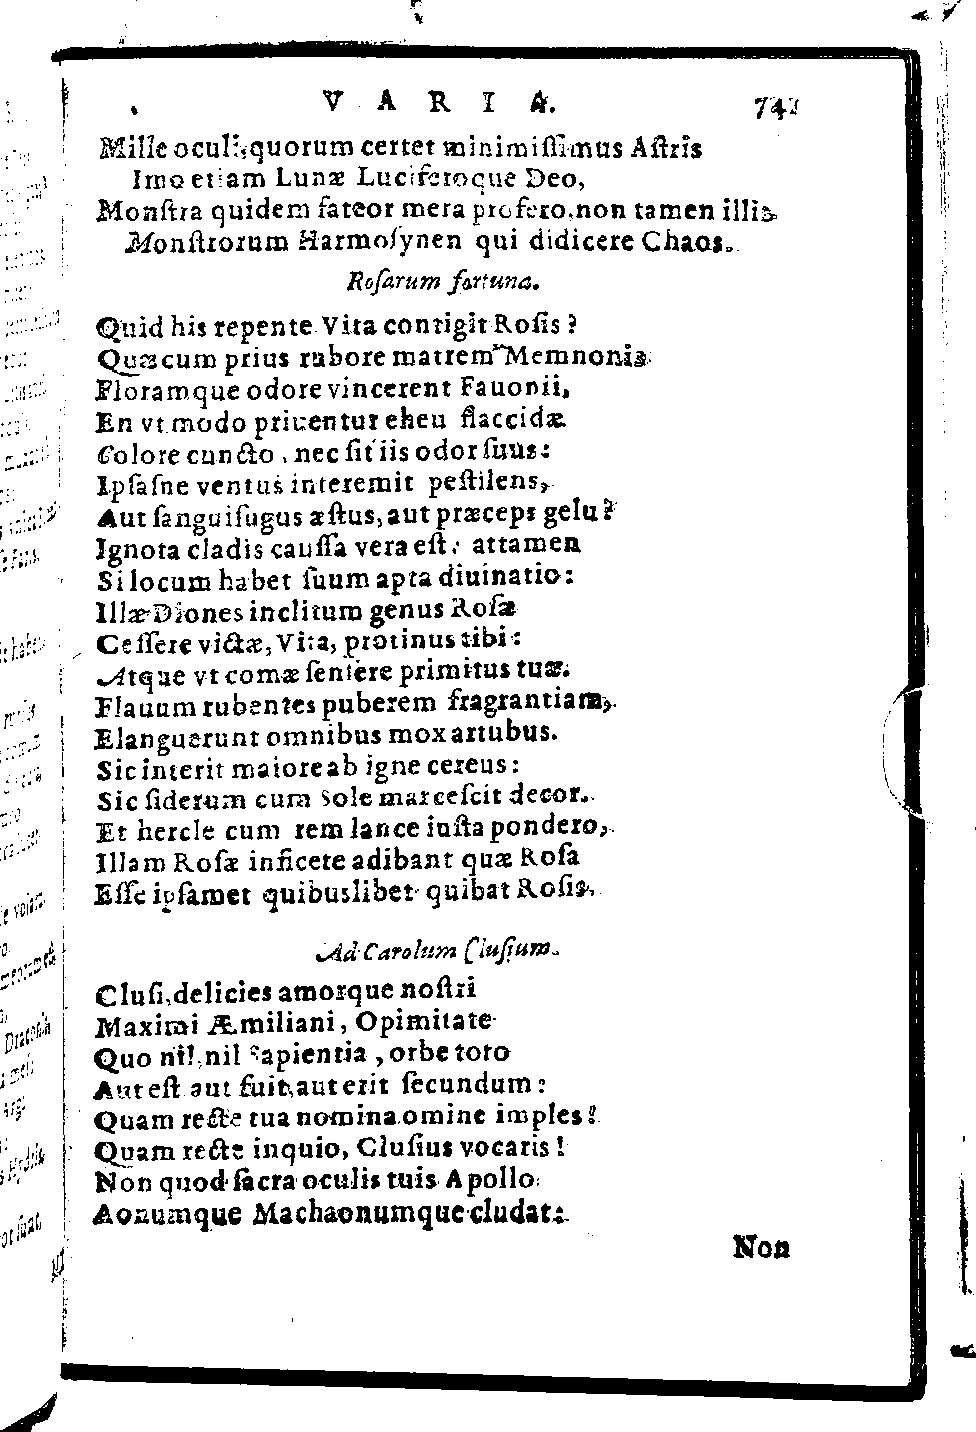 VARIA. 741
Mille oculi, quorum certet minimissimus Astris
Imo etiam Lunæ Luciferoque Deo,
Monstra quidem fateor mera profero, non tamen illis,
Monstrorum Harmosynen qui didicere Chaos.
Roſarum fortuna.
Quid his repente Vita contigit Roſis?
Quæ cum prius rubore matrem Memnonis
Floramque odore vincerent Fauonii,
En vt modo priuentur eheu flaccidæ
Colore cuncto, nec ſit iis odor ſuus:
Ipſaſne ventus interemit peſtilens,
Aut ſanguiſugus æſtus, aut præceps gelu?
Ignota cladis cauſſa vera eſt: attamen
Si locum habet ſuum apta diuinatio:
Illæ Diones inclitum genus Roſæ
Ceſſere victæ, Vita, protinus tibi:
Atque vt comæ ſenſere primitus tuæ.
Flauum rubentes puberem fragrantiam,
Elanguerunt omnibus mox artubus.
Sic interit maiore ab igne cereus:
Sic ſiderum cum Sole marceſcit decor.
Et hercle cum rem lance iuſta pondero,
Illam Roſæ inficete adibant quæ Roſa
Eſſe ipſamet quibuslibet quibat Roſis.
Ad Carolum Cluſium.
Cluſi, delicies amorque noſtri
Maximi Æmiliani, Opimitate
Quo nil, nil Sapientia, orbe toto
Aut eſt aut fuit, aut erit ſecundum:
Quam recte tua nomina omine imples!
Quam recte inquio, Cluſius vocaris!
Non quod ſacra oculis tuis Apollo
Aonumque Machaonumque cludat:
Non